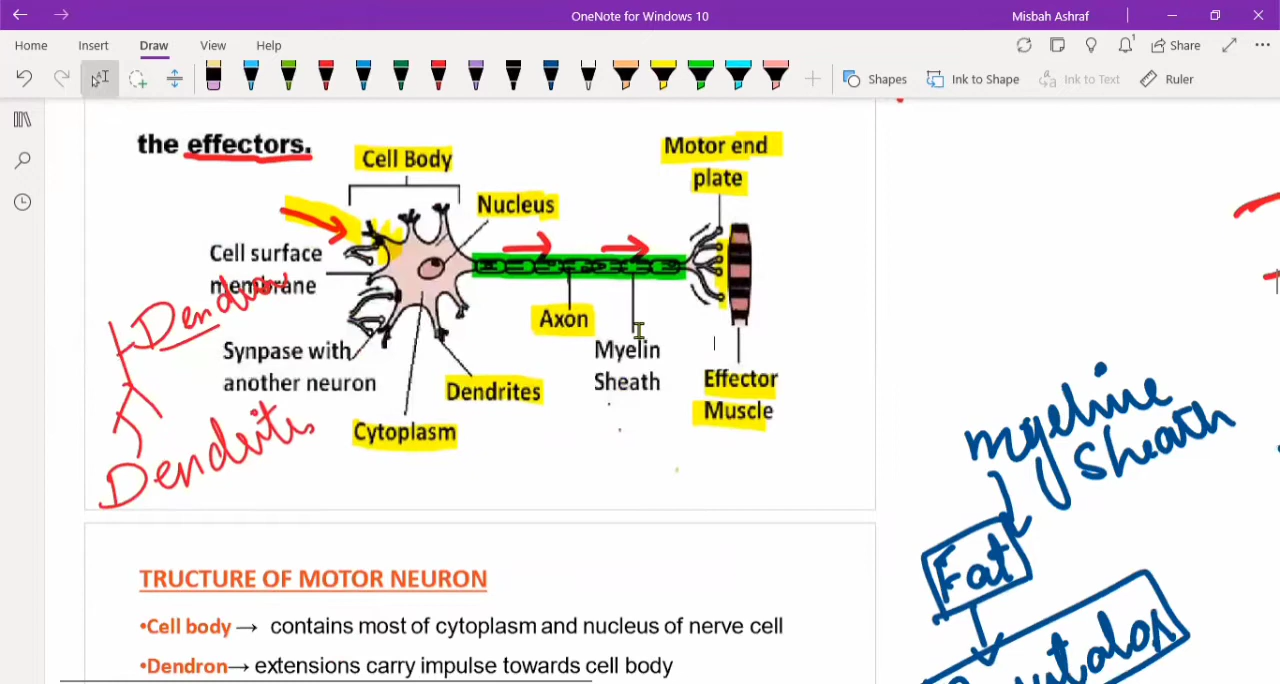 OneNote for Windows 10
Misbah Ashraf
Home Insert Draw View Help
Share
Shapes Ink to Shape Ink to Text Ruler
the effectors.
Cell Body
Motor end
plate
Nucleus
Cell surface
membrane
Dendron
Axon
Synpase with
another neuron
Myelin
Sheath
Effector
Muscle
Dendrites
Cytoplasm
Dendrites
myeline
Sheath
Fat
TRUCTURE OF MOTOR NEURON
•Cell body → contains most of cytoplasm and nucleus of nerve cell
•Dendron→ extensions carry impulse towards cell body